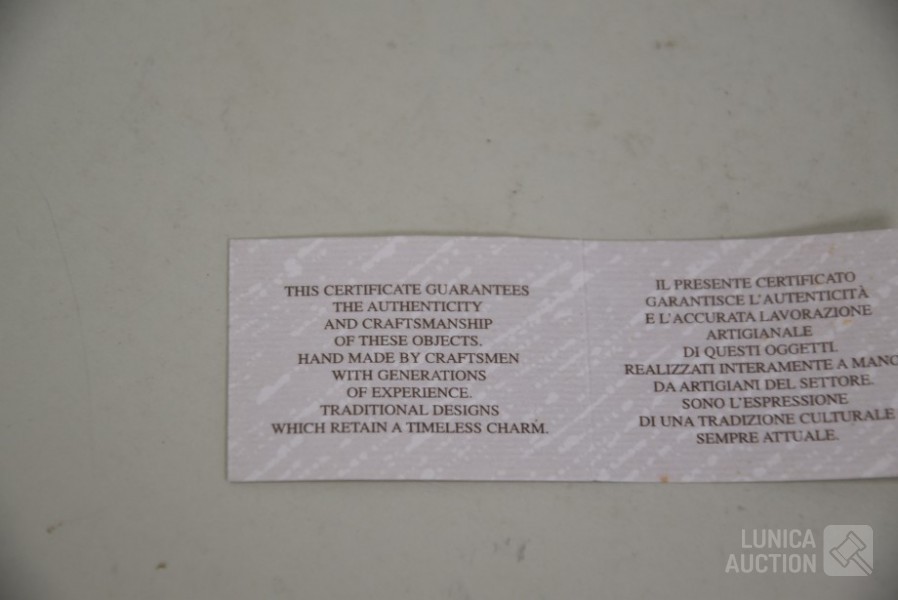 THIS CERTIFICATE GUARANTEES
THE AUTHENTICITY
AND CRAFTSMANSHIP
OF THESE OBJECTS.
HAND MADE BY CRAFTSMEN
WITH GENERATIONS
OF EXPERIENCE.
TRADITIONAL DESIGNS
WHICH RETAIN A TIMELESS CHARM.
IL PRESENTE CERTIFICATO
GARANTISCE L'AUTENTICITÀ
E L'ACCURATA LAVORAZIONE
ARTIGIANALE
DI QUESTI OGGETTI.
REALIZZATI INTERAMENTE A MANO
DA ARTIGIANI DEL SETTORE.
SONO L'ESPRESSIONE
DI UNA TRADIZIONE CULTURALE
SEMPRE ATTUALE.
LUNICA
AUCTION